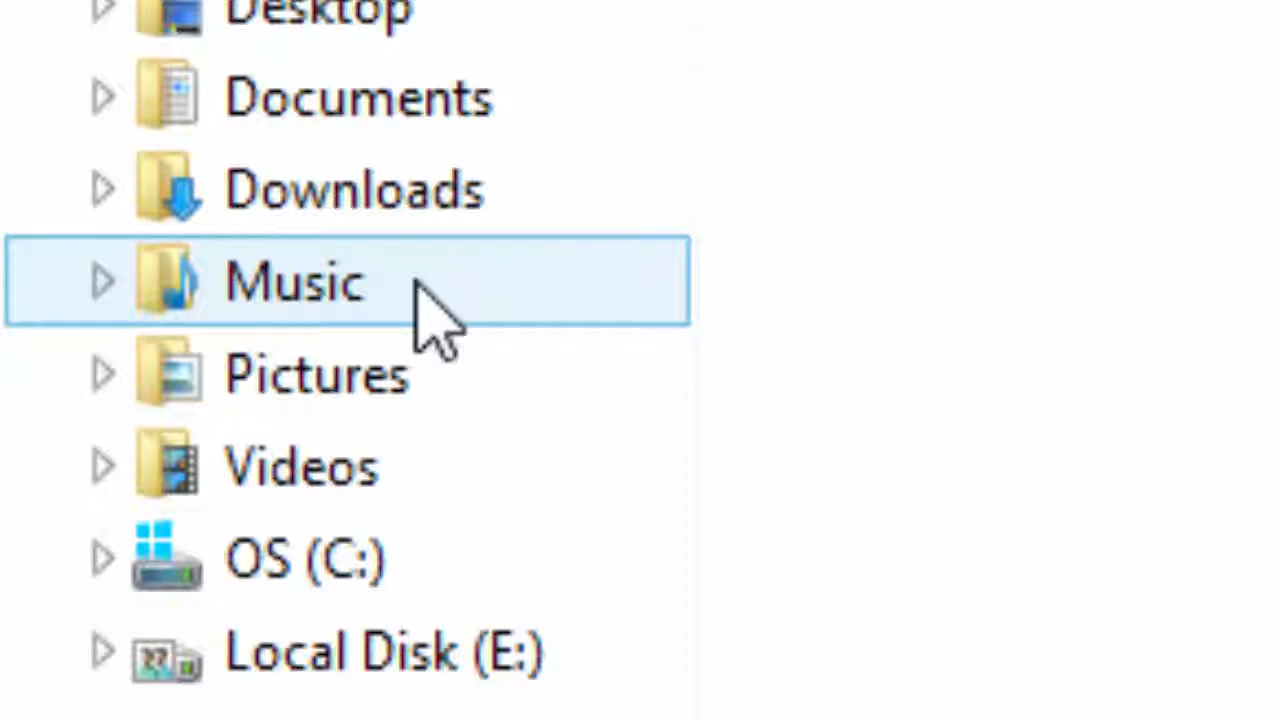 Desktop
Documents
Downloads
Music
Pictures
Videos
OS (C:)
Local Disk (E:)